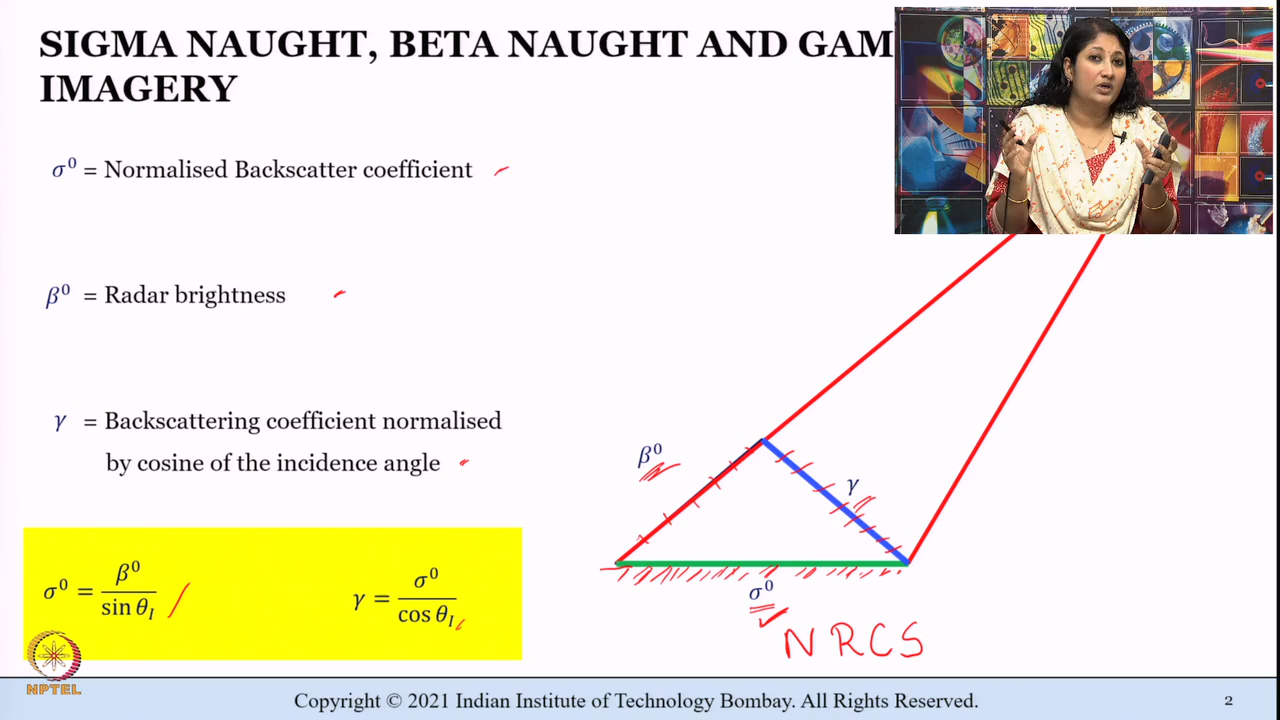 SIGMA NAUGHT, BETA NAUGHT AND GAM
IMAGERY
σ⁰ = Normalised Backscatter coefficient
β⁰ = Radar brightness
γ = Backscattering coefficient normalised
by cosine of the incidence angle
σ⁰ = β⁰ / sin θ_I
γ = σ⁰ / cos θ_I
β⁰
γ
σ⁰
NRCS
NPTEL
Copyright © 2021 Indian Institute of Technology Bombay. All Rights Reserved.
2